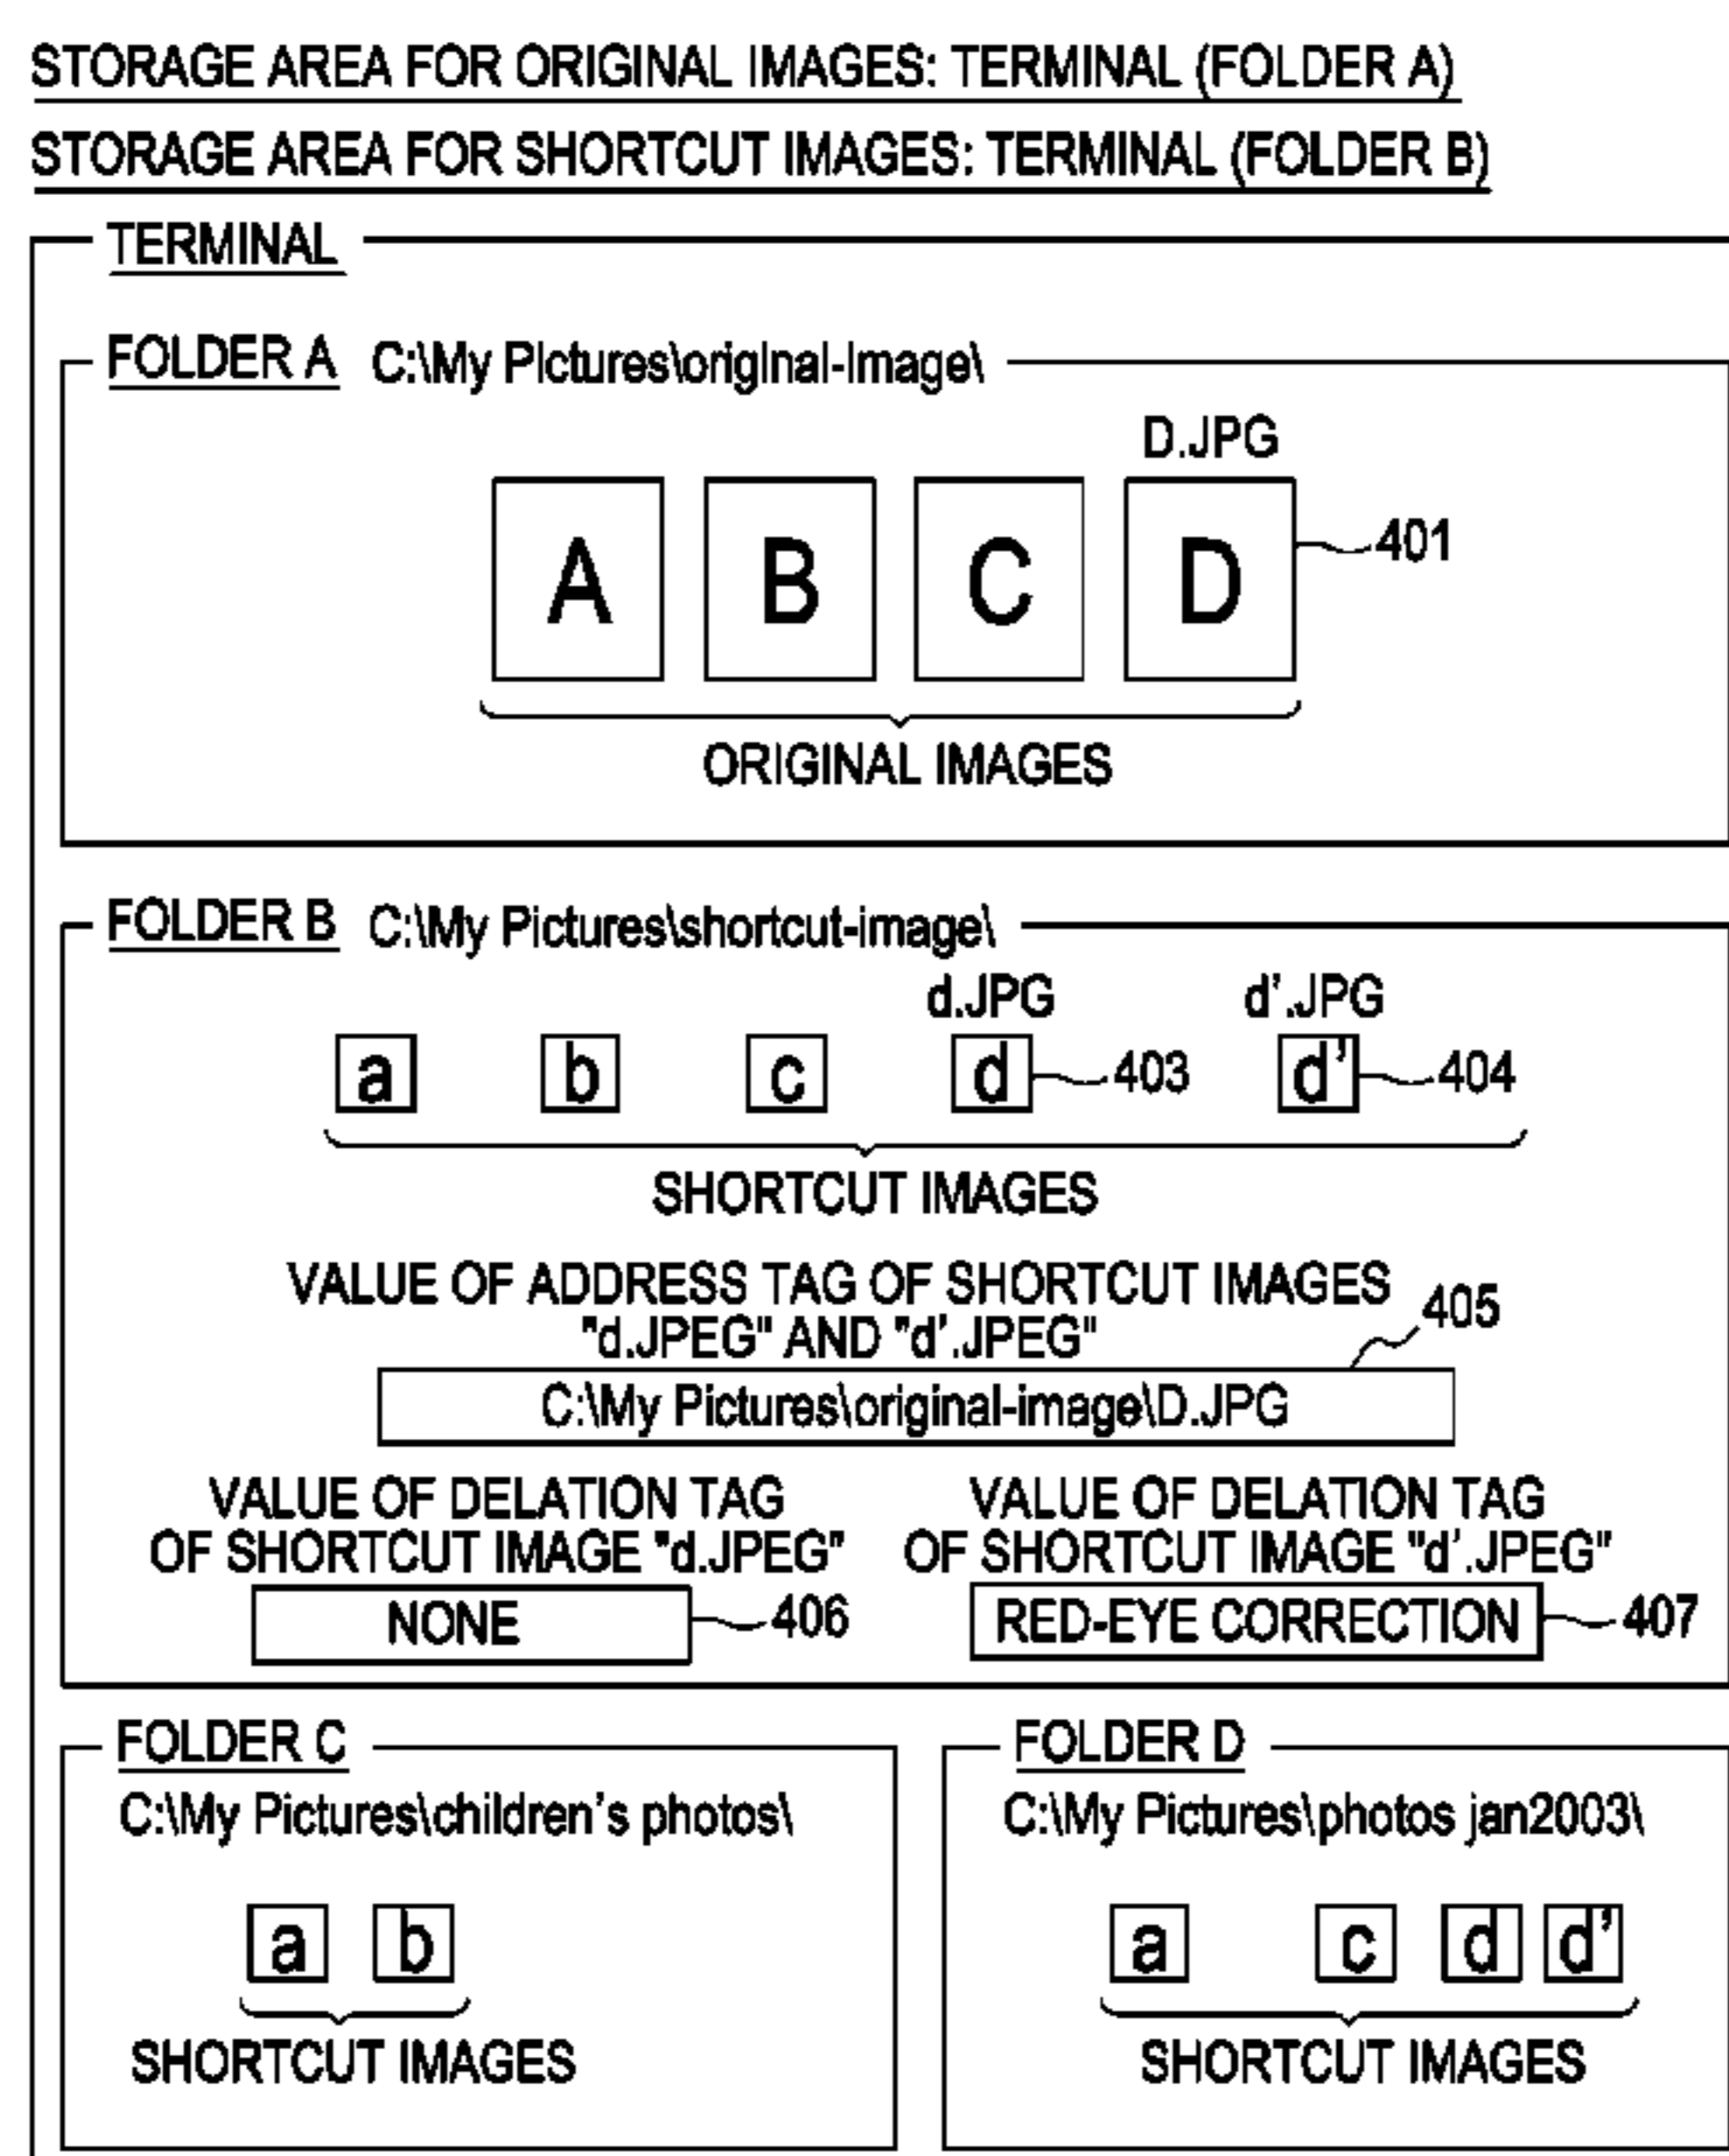 STORAGE AREA FOR ORIGINAL IMAGES: TERMINAL (FOLDER A)
STORAGE AREA FOR SHORTCUT IMAGES: TERMINAL (FOLDER B)
TERMINAL
FOLDER A C:\My Pictures\original-image\
D.JPG
A B C D 401
ORIGINAL IMAGES
FOLDER B C:\My Pictures\shortcut-image\
d.JPG d'.JPG
a b c d 403 d' 404
SHORTCUT IMAGES
VALUE OF ADDRESS TAG OF SHORTCUT IMAGES
"d.JPEG" AND "d'.JPEG"
405
C:\My Pictures\original-image\D.JPG
VALUE OF DELATION TAG
OF SHORTCUT IMAGE "d.JPEG"
NONE 406
VALUE OF DELATION TAG
OF SHORTCUT IMAGE "d'.JPEG"
RED-EYE CORRECTION 407
FOLDER C
C:\My Pictures\children's photos\
a b
SHORTCUT IMAGES
FOLDER D
C:\My Pictures\photos jan2003\
a c d d'
SHORTCUT IMAGES